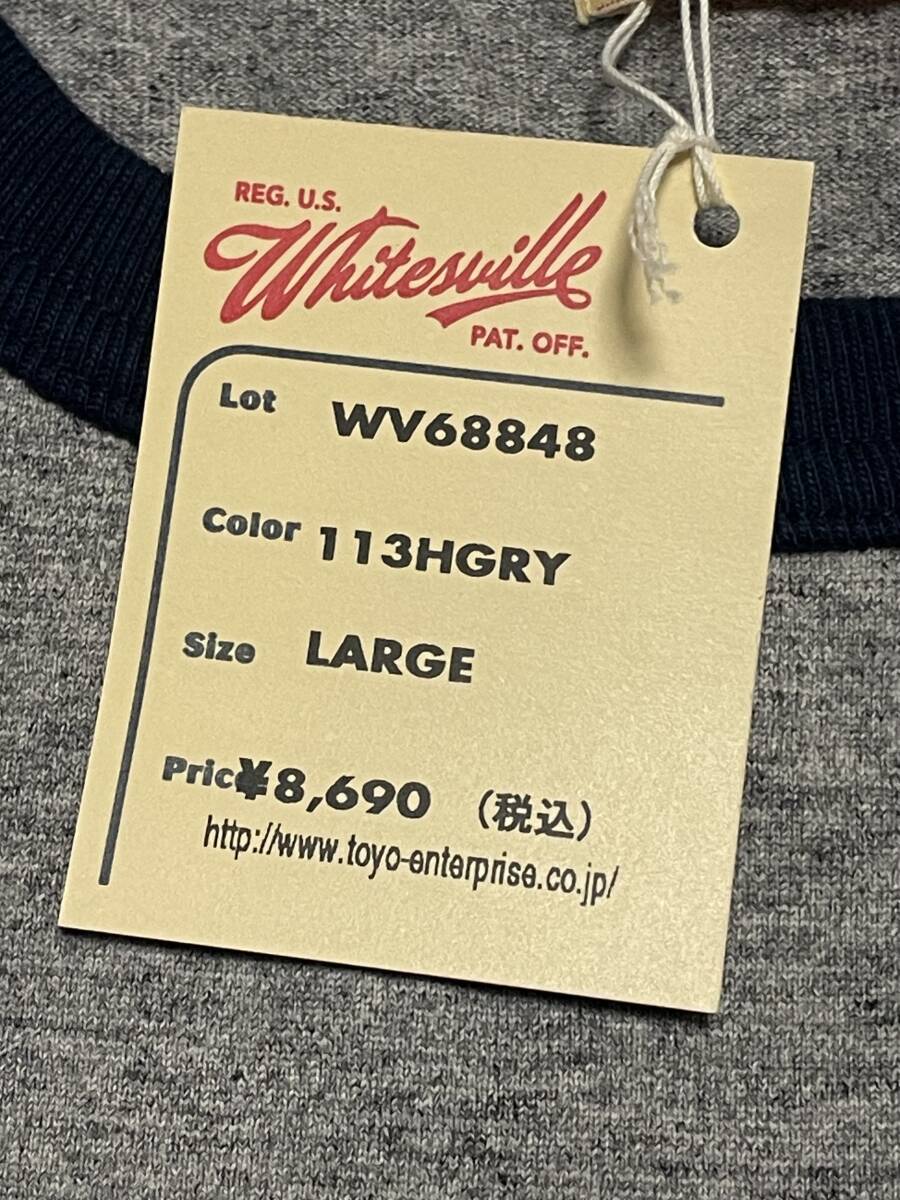 REG. U.S.
Whitesville
PAT. OFF.
Lot WV68848
Color 113HGRY
Size LARGE
Pric ¥8,690 (税込)
http://www.toyo-enterprise.co.jp/